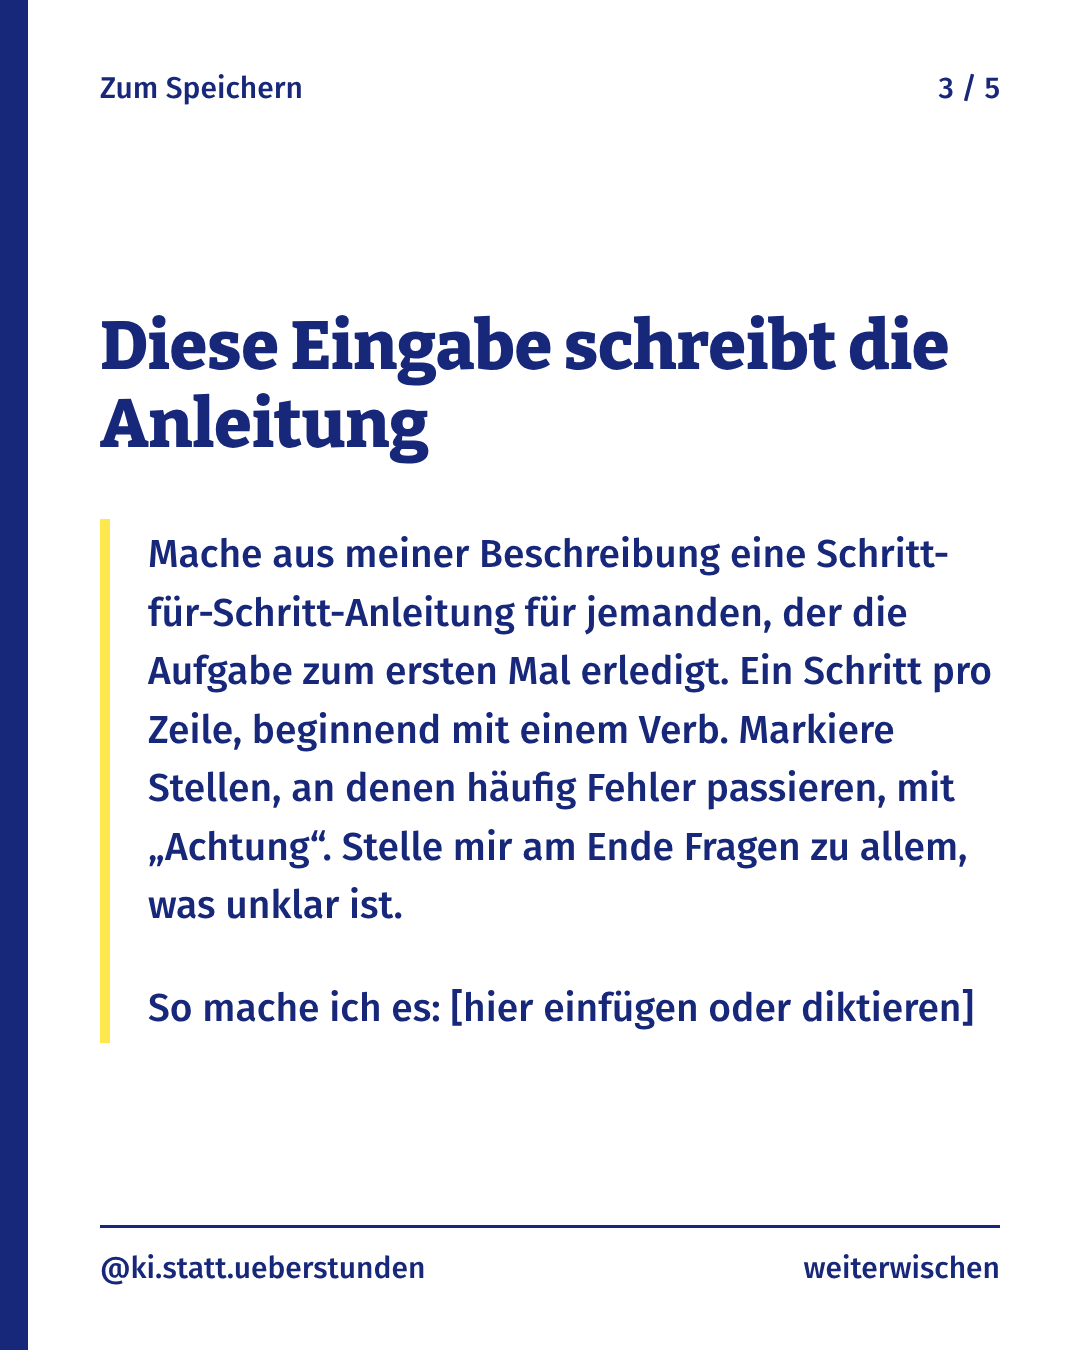 Zum Speichern
3 / 5
Diese Eingabe schreibt die
Anleitung
Mache aus meiner Beschreibung eine Schritt-
für-Schritt-Anleitung für jemanden, der die
Aufgabe zum ersten Mal erledigt. Ein Schritt pro
Zeile, beginnend mit einem Verb. Markiere
Stellen, an denen häufig Fehler passieren, mit
„Achtung“. Stelle mir am Ende Fragen zu allem,
was unklar ist.
So mache ich es: [hier einfügen oder diktieren]
@ki.statt.ueberstunden
weiterwischen